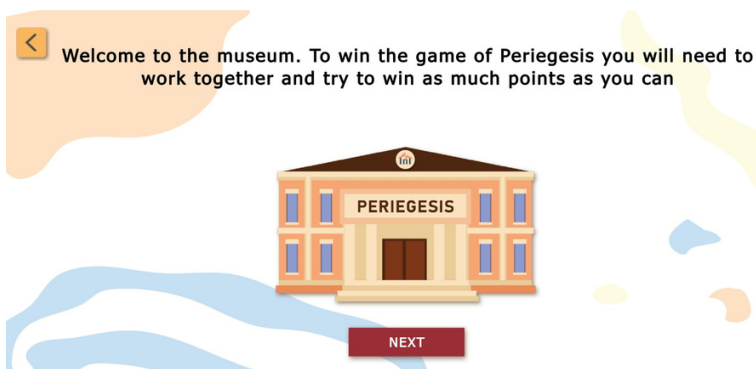 Welcome to the museum. To win the game of Periegesis you will need to
work together and try to win as much points as you can
PERIEGESIS
NEXT